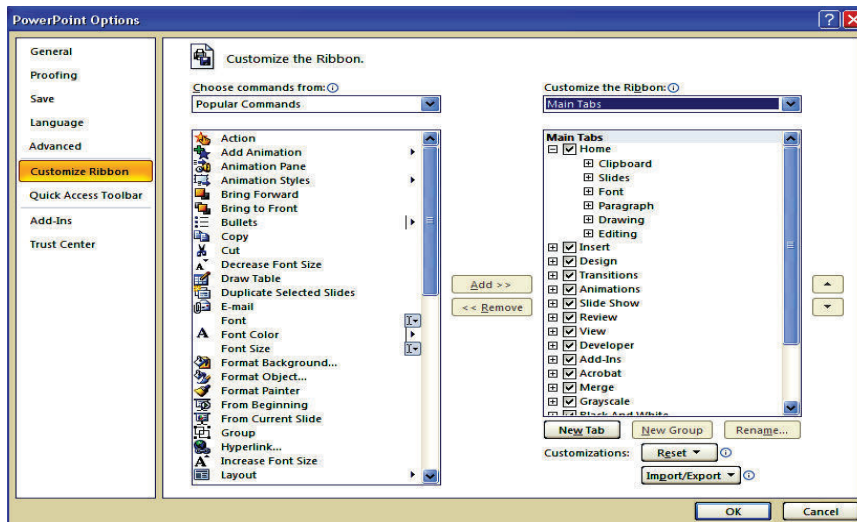 PowerPoint Options
General
Proofing
Save
Language
Advanced
Customize Ribbon
Quick Access Toolbar
Add-Ins
Trust Center
Customize the Ribbon.
Choose commands from:
Popular Commands
Action
Add Animation
Animation Pane
Animation Styles
Bring Forward
Bring to Front
Bullets
Copy
Cut
Decrease Font Size
Draw Table
Duplicate Selected Slides
E-mail
Font
Font Color
Font Size
Format Background...
Format Object...
Format Painter
From Beginning
From Current Slide
Group
Hyperlink...
Increase Font Size
Layout
Add >>
<< Remove
Customize the Ribbon:
Main Tabs
Main Tabs
Home
Clipboard
Slides
Font
Paragraph
Drawing
Editing
Insert
Design
Transitions
Animations
Slide Show
Review
View
Developer
Add-Ins
Acrobat
Merge
Grayscale
Black And White
New Tab
New Group
Rename...
Customizations:
Reset
Import/Export
OK
Cancel